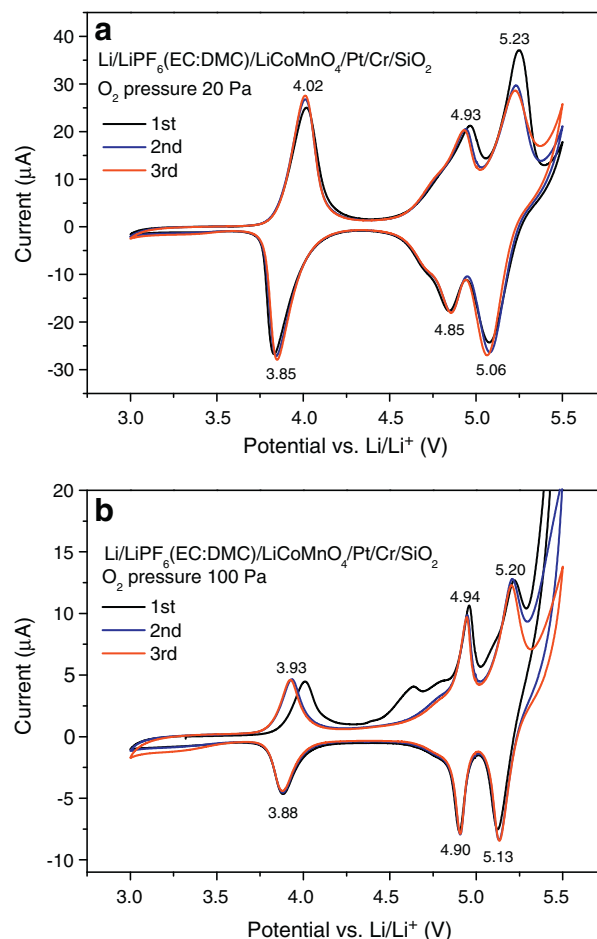 a
Li/LiPF₆(EC:DMC)/LiCoMnO₄/Pt/Cr/SiO₂
O₂ pressure 20 Pa
1st
2nd
3rd
4.02
4.93
5.23
3.85
4.85
5.06
40
30
20
10
0
-10
-20
-30
Current (μA)
3.0
3.5
4.0
4.5
5.0
5.5
Potential vs. Li/Li⁺ (V)
b
Li/LiPF₆(EC:DMC)/LiCoMnO₄/Pt/Cr/SiO₂
O₂ pressure 100 Pa
1st
2nd
3rd
3.93
4.94
5.20
3.88
4.90
5.13
20
15
10
5
0
-5
-10
Current (μA)
3.0
3.5
4.0
4.5
5.0
5.5
Potential vs. Li/Li⁺ (V)